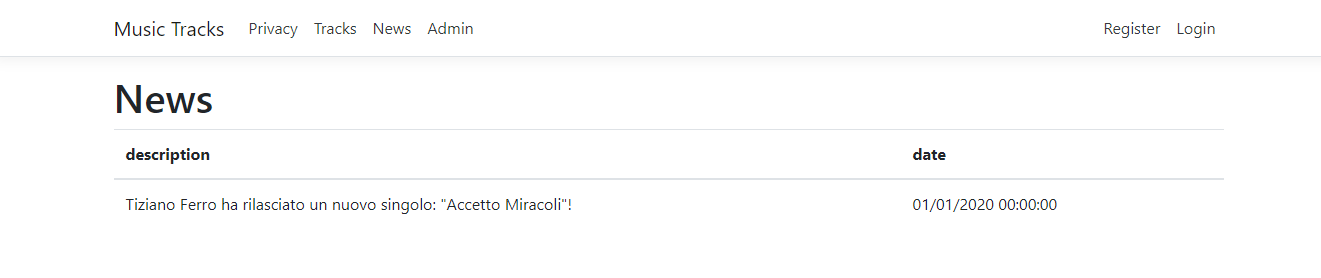 Music Tracks Privacy Tracks News Admin Register Login
News
description date
Tiziano Ferro ha rilasciato un nuovo singolo: "Accetto Miracoli"! 01/01/2020 00:00:00